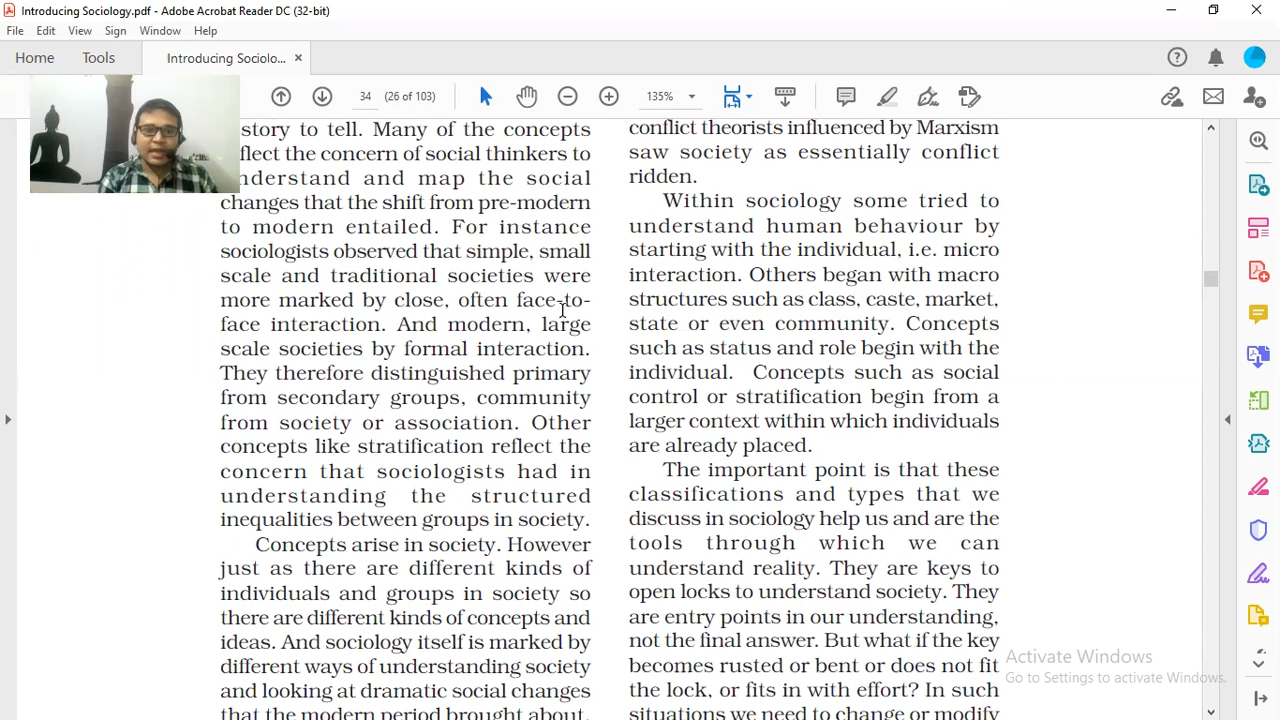 Introducing Sociology.pdf - Adobe Acrobat Reader DC (32-bit)
File Edit View Sign Window Help
Home Tools Introducing Sociolo... ×
34 (26 of 103) 135%
story to tell. Many of the concepts
flect the concern of social thinkers to
nderstand and map the social
changes that the shift from pre-modern
to modern entailed. For instance
sociologists observed that simple, small
scale and traditional societies were
more marked by close, often face-to-
face interaction. And modern, large
scale societies by formal interaction.
They therefore distinguished primary
from secondary groups, community
from society or association. Other
concepts like stratification reflect the
concern that sociologists had in
understanding the structured
inequalities between groups in society.
Concepts arise in society. However
just as there are different kinds of
individuals and groups in society so
there are different kinds of concepts and
ideas. And sociology itself is marked by
different ways of understanding society
and looking at dramatic social changes
that the modern period brought about.
conflict theorists influenced by Marxism
saw society as essentially conflict
ridden.
Within sociology some tried to
understand human behaviour by
starting with the individual, i.e. micro
interaction. Others began with macro
structures such as class, caste, market,
state or even community. Concepts
such as status and role begin with the
individual. Concepts such as social
control or stratification begin from a
larger context within which individuals
are already placed.
The important point is that these
classifications and types that we
discuss in sociology help us and are the
tools through which we can
understand reality. They are keys to
open locks to understand society. They
are entry points in our understanding,
not the final answer. But what if the key
becomes rusted or bent or does not fit
the lock, or fits in with effort? In such
situations we need to change or modify
Activate Windows
Go to Settings to activate Windows.